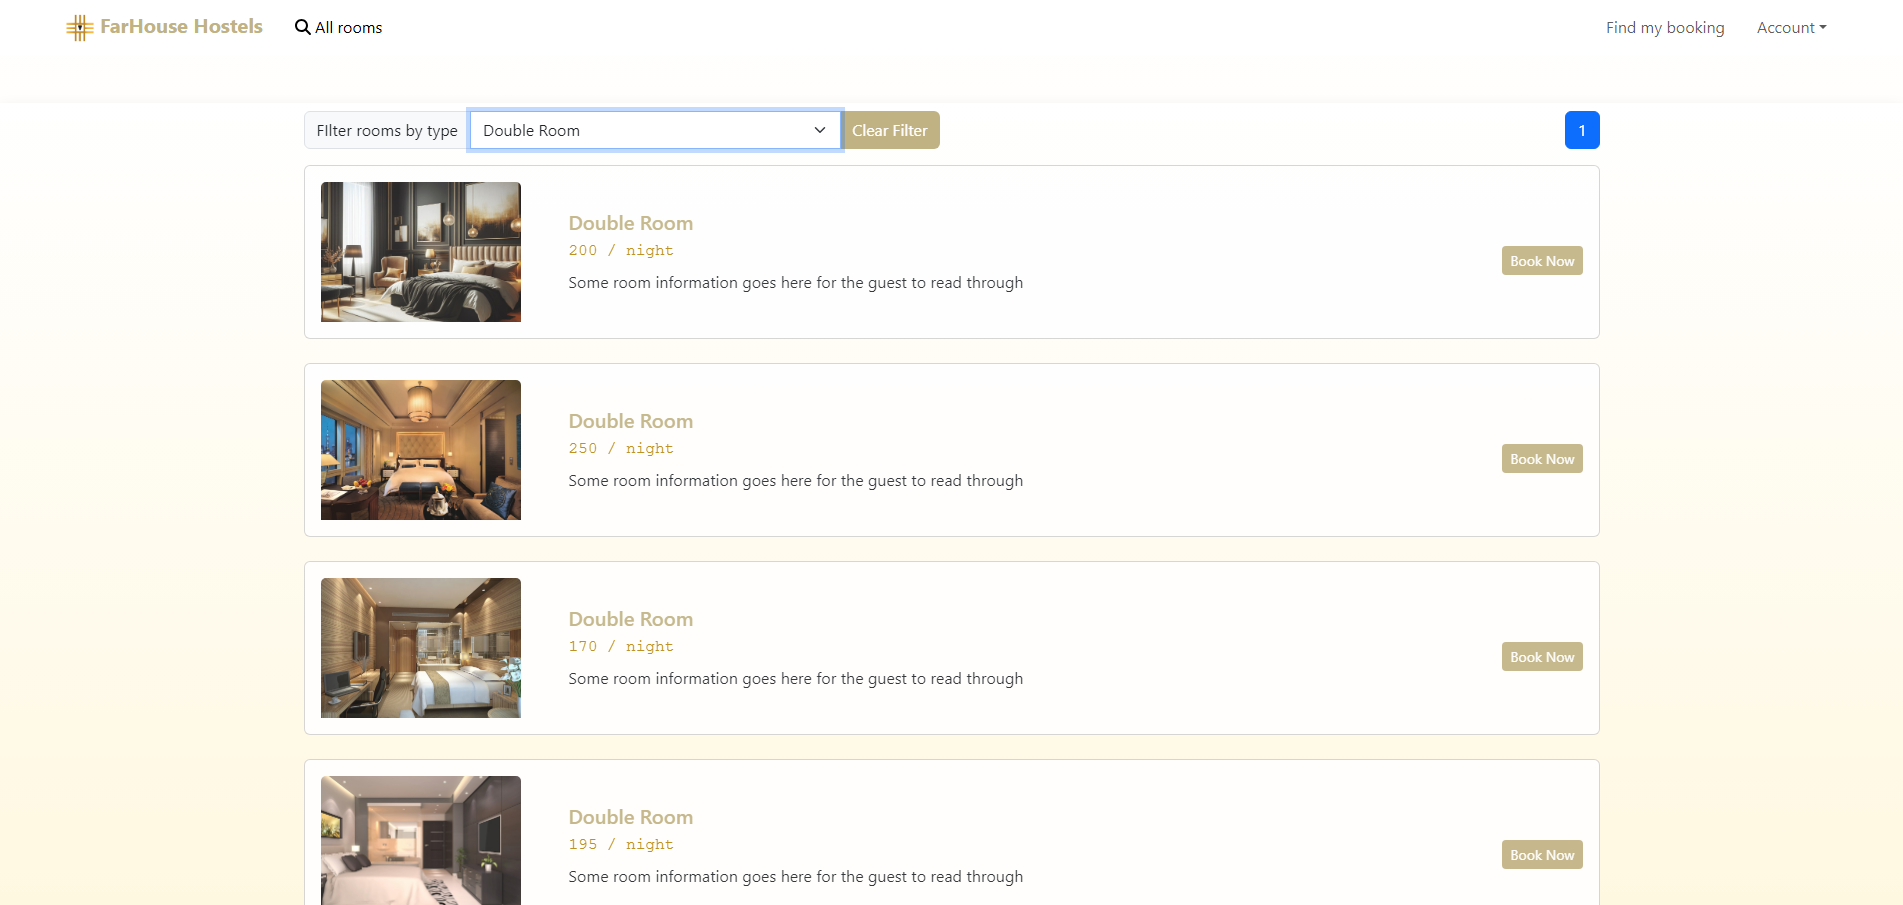 FarHouse Hostels All rooms Find my booking Account
FIlter rooms by type Double Room Clear Filter 1
Double Room
200 / night
Some room information goes here for the guest to read through
Book Now
Double Room
250 / night
Some room information goes here for the guest to read through
Book Now
Double Room
170 / night
Some room information goes here for the guest to read through
Book Now
Double Room
195 / night
Some room information goes here for the guest to read through
Book Now